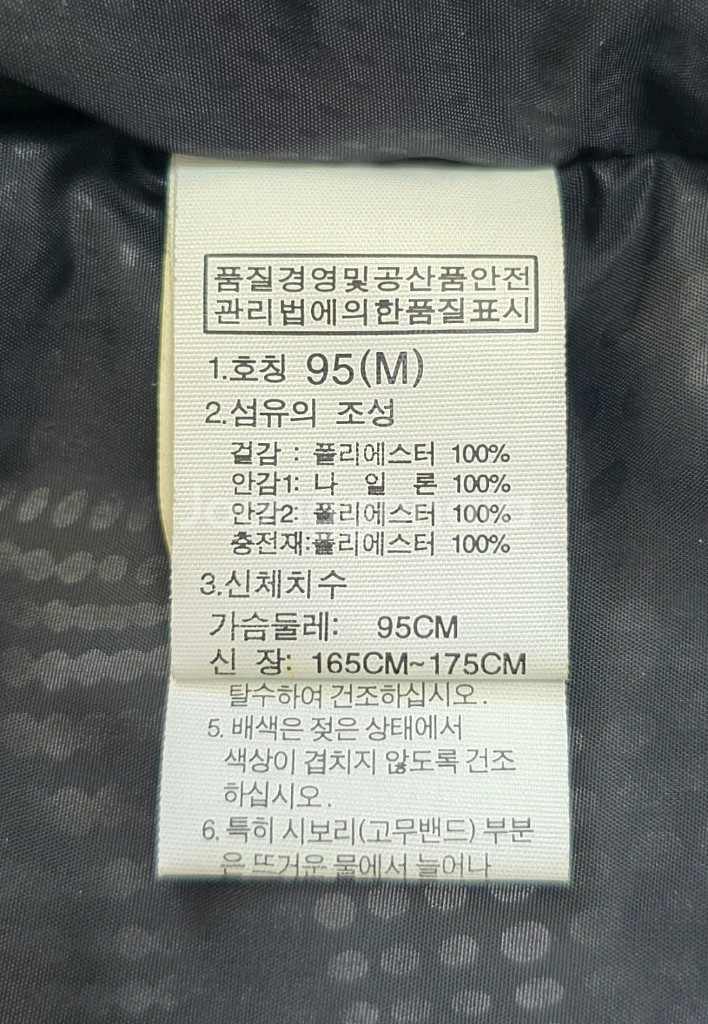 품질경영및공산품안전
관리법에의한품질표시
1.호칭 95(M)
2.섬유의 조성
겉감 : 폴리에스터 100%
안감1: 나 일 론 100%
안감2: 폴리에스터 100%
충전재:폴리에스터 100%
3.신체치수
가슴둘레: 95CM
신 장: 165CM~175CM
탈수하여 건조하십시오.
5. 배색은 젖은 상태에서
색상이 겹치지 않도록 건조
하십시오.
6. 특히 시보리(고무밴드) 부분
은 뜨거운 물에서 늘어나